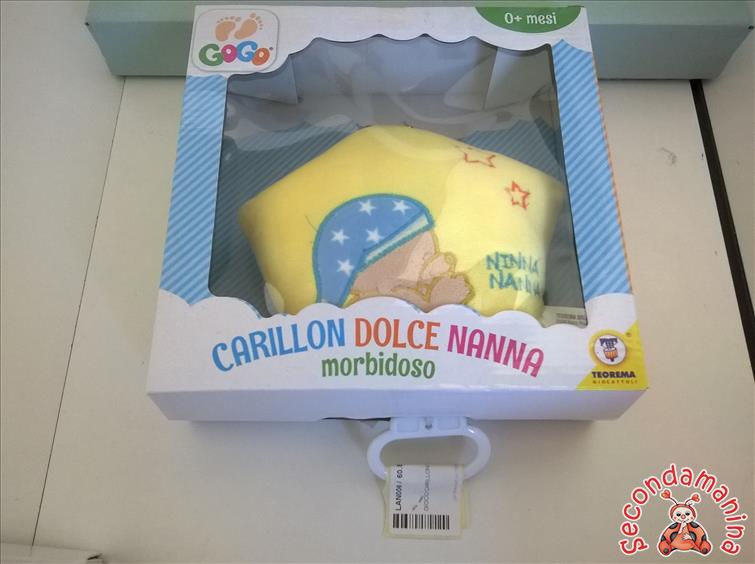 GOGO
0+ mesi
NINNA
NANNA
CARILLON DOLCE NANNA
morbidoso
TEOREMA
GIOCATTOLI
Secondamanina